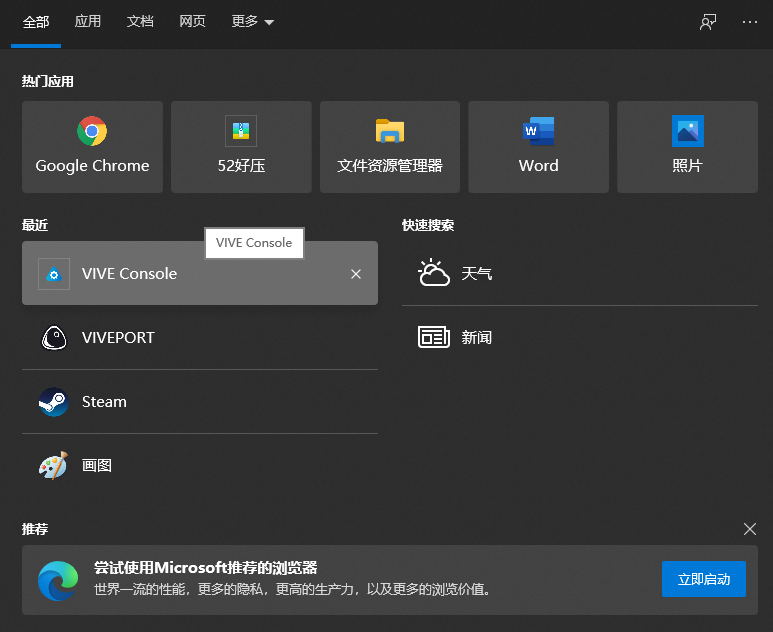 全部 应用 文档 网页 更多
热门应用
Google Chrome 52好压 文件资源管理器 Word 照片
最近 快速搜索
VIVE Console
VIVE Console 天气
VIVEPORT 新闻
Steam
画图
推荐
尝试使用Microsoft推荐的浏览器
世界一流的性能，更多的隐私，更高的生产力，以及更多的浏览价值。
立即启动